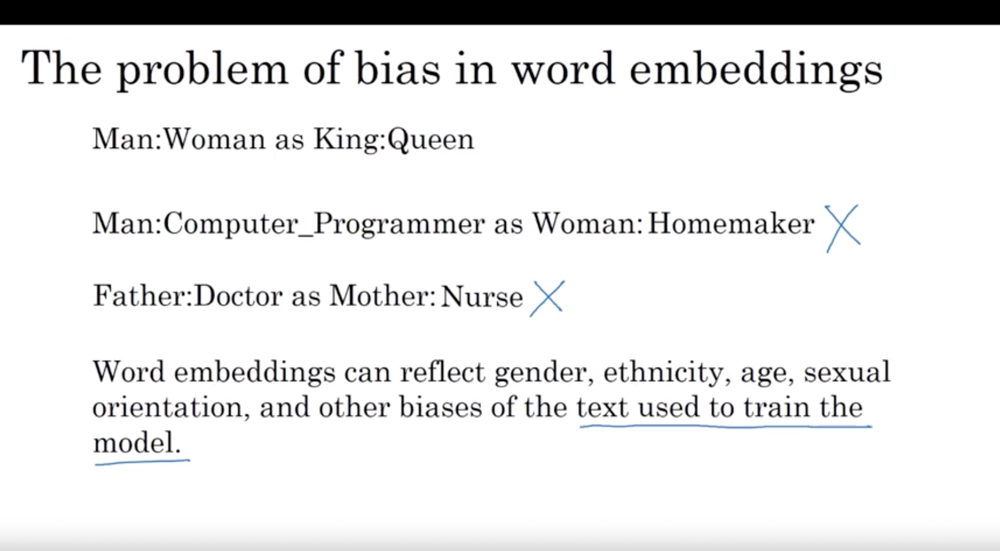 The problem of bias in word embeddings
Man:Woman as King:Queen
Man:Computer_Programmer as Woman:Homemaker X
Father:Doctor as Mother:Nurse X
Word embeddings can reflect gender, ethnicity, age, sexual
orientation, and other biases of the text used to train the
model.